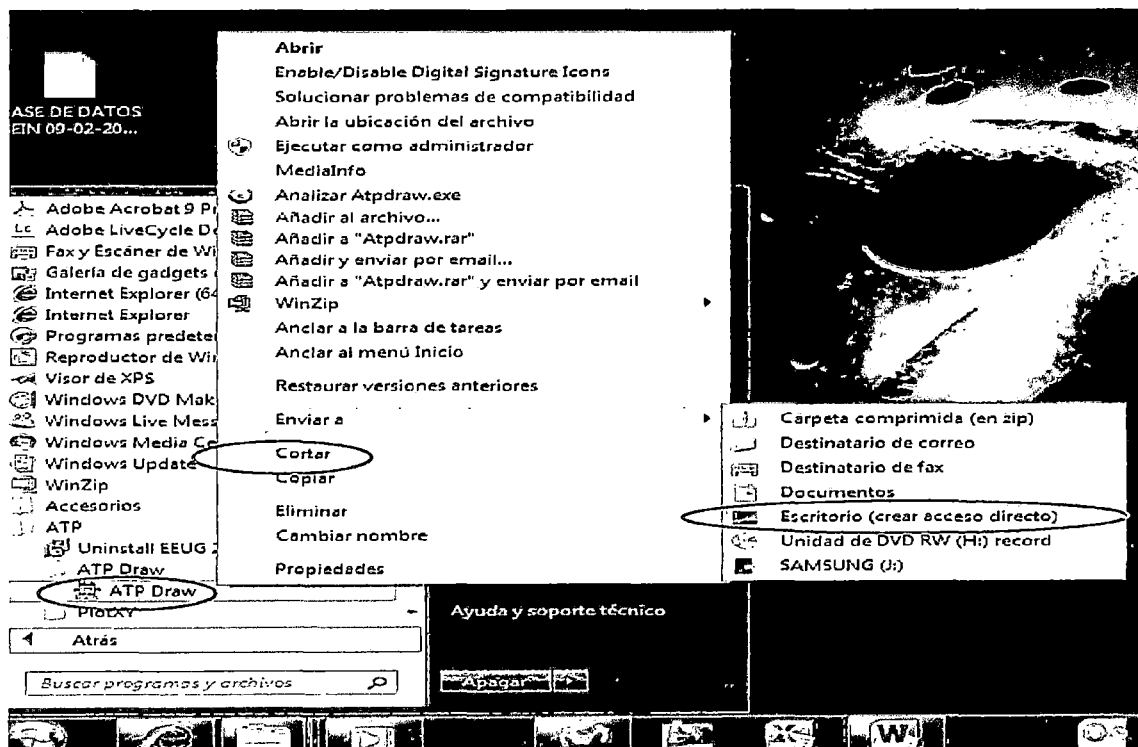 ASE DE DATOS
EIN 09-02-20...
Abrir
Enable/Disable Digital Signature Icons
Solucionar problemas de compatibilidad
Abrir la ubicación del archivo
Ejecutar como administrador
MediaInfo
Analizar Atpdraw.exe
Añadir al archivo...
Añadir a "Atpdraw.rar"
Añadir y enviar por email...
Añadir a "Atpdraw.rar" y enviar por email
WinZip
Anclar a la barra de tareas
Anclar al menú Inicio
Restaurar versiones anteriores
Enviar a
Cortar
Copiar
Eliminar
Cambiar nombre
Propiedades
Carpeta comprimida (en zip)
Destinatario de correo
Destinatario de fax
Documentos
Escritorio (crear acceso directo)
Unidad de DVD RW (H:) record
SAMSUNG (J:)
Adobe Acrobat 9 Pr
Lc Adobe LiveCycle De
Fax y Escáner de Wi
Galería de gadgets
Internet Explorer (64
Internet Explorer
Programas predeter
Reproductor de Win
Visor de XPS
Windows DVD Mak
Windows Live Mess
Windows Media Ce
Windows Update
WinZip
Accesorios
ATP
Uninstall EEUG 2
ATP Draw
ATP Draw
PlotXY
Atrás
Buscar programas y archivos
Ayuda y soporte técnico
Apagar
W